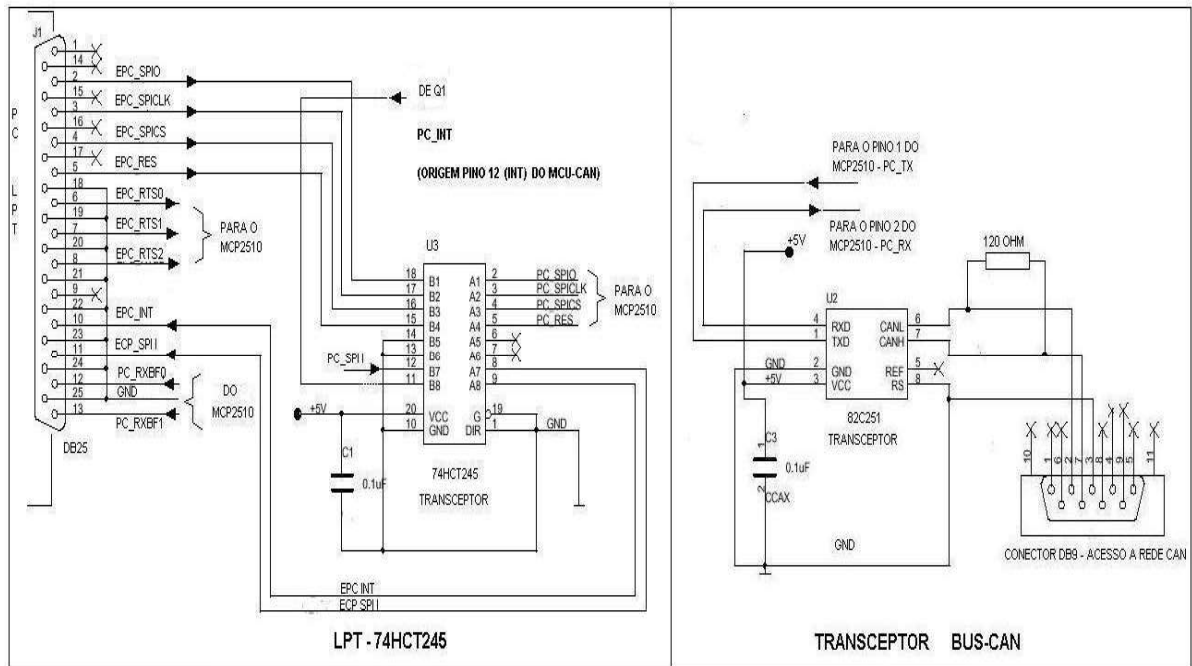 J1
PC LPT
1
14
2 EPC_SPIO
15
3 EPC_SPICLK
16
4 EPC_SPICS
17
5 EPC_RES
18
6 EPC_RTS0
19
7 EPC_RTS1
20
8 EPC_RTS2
PARA O
MCP2510
21
9
22
10 EPC_INT
23
11 ECP_SPII
24
12 PC_RXBF0
25 GND
13 PC_RXBF1
DO
MCP2510
DB25
DE Q1
PC_INT
(ORIGEM PINO 12 (INT) DO MCU-CAN)
U3
18 B1 A1 2 PC_SPIO
17 B2 A2 3 PC_SPICLK
16 B3 A3 4 PC_SPICS
15 B4 A4 5 PC_RES
14 B5 A5 6
13 B6 A6 7
12 B7 A7 8
11 B8 A8 9
PARA O
MCP2510
PC_SPII
+5V
20 VCC G 19
10 GND DIR 1
GND
C1
0.1uF
74HCT245
TRANSCEPTOR
EPC INT
ECP SPII
LPT - 74HCT245
PARA O PINO 1 DO
MCP2510 - PC_TX
PARA O PINO 2 DO
MCP2510 - PC_RX
+5V
120 OHM
U2
4 RXD CANL 6
1 TXD CANH 7
GND 2 GND REF 5
+5V 3 VCC RS 8
82C251
TRANSCEPTOR
C3
1
0.1uF
2
CCAX
GND
10 1 6 2 7 3 8 4 9 5 11
CONECTOR DB9 - ACESSO A REDE CAN
TRANSCEPTOR BUS-CAN